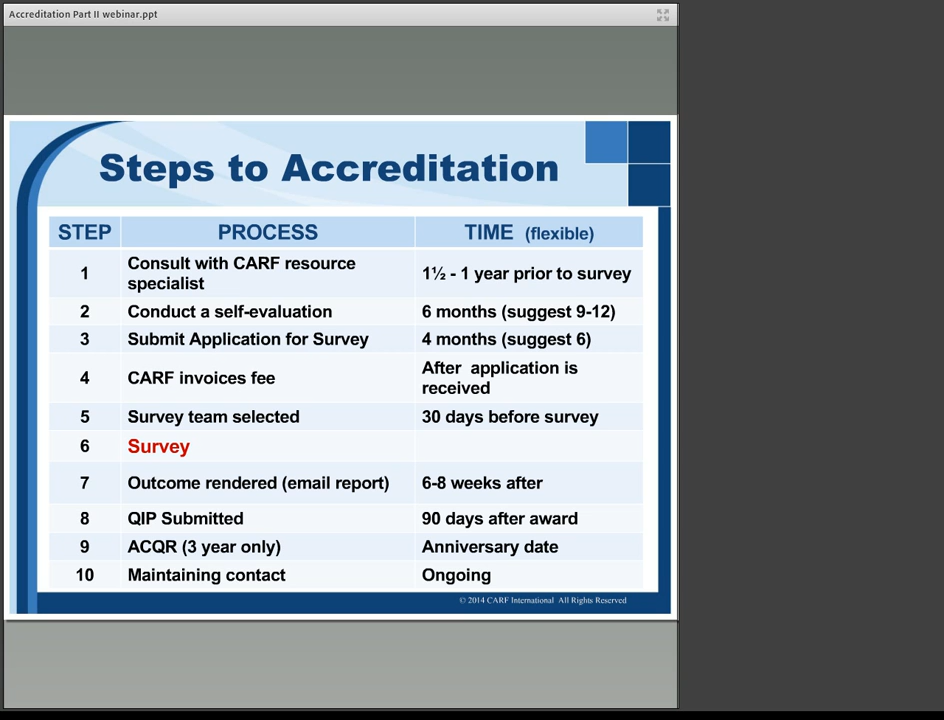 Accreditation Part II webinar.ppt
Steps to Accreditation
STEP PROCESS TIME (flexible)
1 Consult with CARF resource specialist 1½ - 1 year prior to survey
2 Conduct a self-evaluation 6 months (suggest 9-12)
3 Submit Application for Survey 4 months (suggest 6)
4 CARF invoices fee After application is received
5 Survey team selected 30 days before survey
6 Survey
7 Outcome rendered (email report) 6-8 weeks after
8 QIP Submitted 90 days after award
9 ACQR (3 year only) Anniversary date
10 Maintaining contact Ongoing
© 2014 CARF International All Rights Reserved